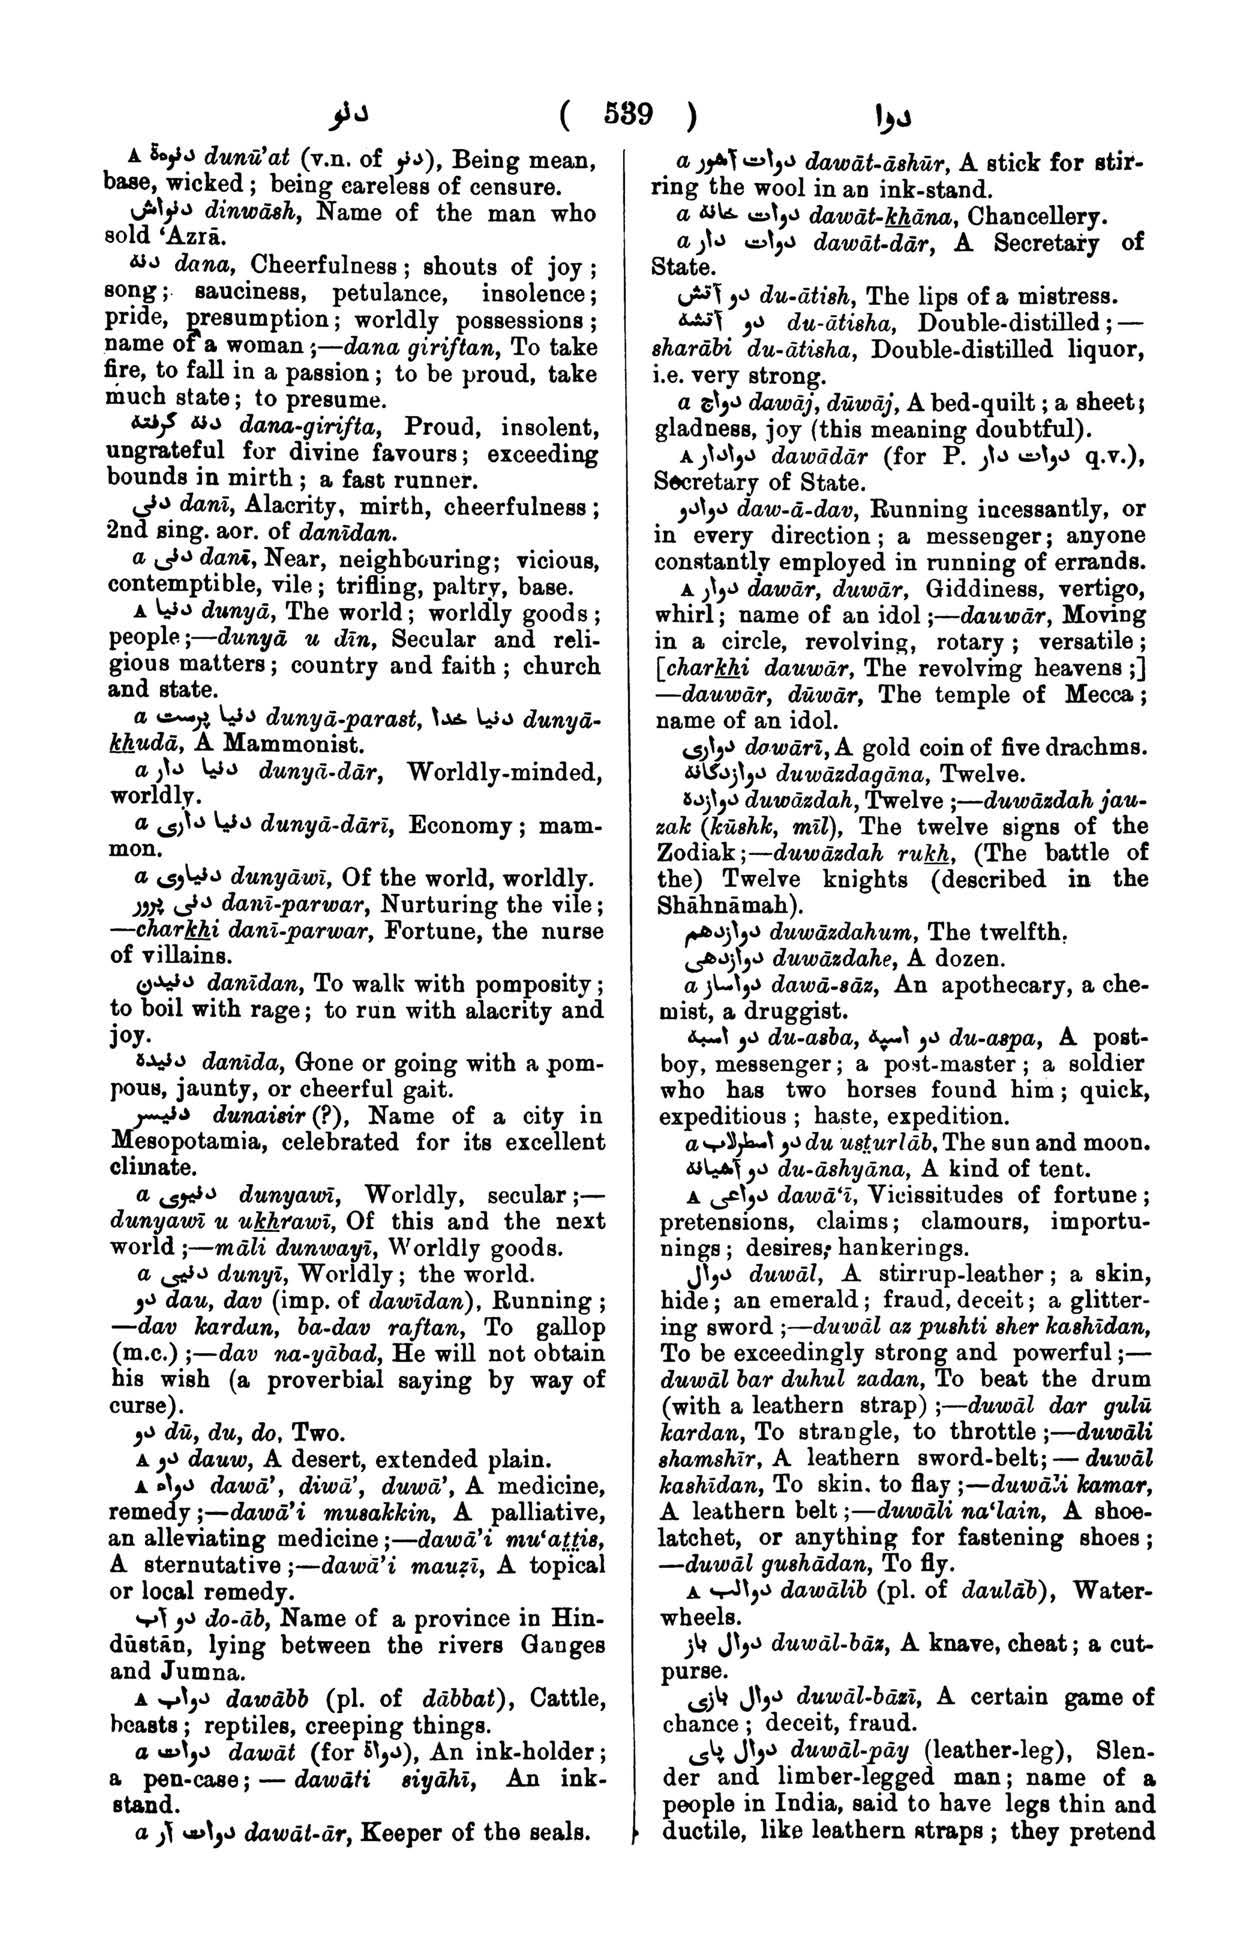 دنو ( 539 ) دوا
A دنوءة dunū’at (v.n. of دنو), Being mean,
base, wicked ; being careless of censure.
دنواش dinwāsh, Name of the man who
sold ‘Azrā.
دنه dana, Cheerfulness ; shouts of joy ;
song ; sauciness, petulance, insolence ;
pride, presumption ; worldly possessions ;
name of a woman ;—dana giriftan, To take
fire, to fall in a passion ; to be proud, take
much state ; to presume.
دنه گرفته dana-girifta, Proud, insolent,
ungrateful for divine favours ; exceeding
bounds in mirth ; a fast runner.
دنی danī, Alacrity, mirth, cheerfulness ;
2nd sing. aor. of danīdan.
a دنی danī, Near, neighbouring; vicious,
contemptible, vile ; trifling, paltry, base.
A دنیا dunyā, The world ; worldly goods ;
people ;—dunyā u dīn, Secular and reli-
gious matters ; country and faith ; church
and state.
a دنیا پرست dunyā-parast, دنیا خدا dunyā-
khudā, A Mammonist.
a دنیا دار dunyā-dār, Worldly-minded,
worldly.
a دنیا داری dunyā-dārī, Economy ; mam-
mon.
a دنیاوی dunyāwī, Of the world, worldly.
دنی پرور danī-parwar, Nurturing the vile ;
—charkhi danī-parwar, Fortune, the nurse
of villains.
دنیدن danīdan, To walk with pomposity ;
to boil with rage ; to run with alacrity and
joy.
دنیده danīda, Gone or going with a pom-
pous, jaunty, or cheerful gait.
دنیسر dunaisir (?), Name of a city in
Mesopotamia, celebrated for its excellent
climate.
a دنیوی dunyawī, Worldly, secular ;—
dunyawī u ukhrawī, Of this and the next
world ;—māli dunwayī, Worldly goods.
a دنیی dunyī, Worldly ; the world.
دو dau, dav (imp. of dawīdan), Running ;
—dav kardan, ba-dav raftan, To gallop
(m.c.) ;—dav na-yābad, He will not obtain
his wish (a proverbial saying by way of
curse).
دو dū, du, do, Two.
A دو dauw, A desert, extended plain.
A دواء dawā’, diwā’, duwā’, A medicine,
remedy ;—dawā’i musakkin, A palliative,
an alleviating medicine ;—dawā’i mu‘aṭṭis,
A sternutative ;—dawā’i mauẓī, A topical
or local remedy.
دو آب do-āb, Name of a province in Hin-
dūstān, lying between the rivers Ganges
and Jumna.
A دواب dawābb (pl. of dābbat), Cattle,
beasts ; reptiles, creeping things.
a دوات dawāt (for دواة), An ink-holder ;
a pen-case ; — dawāti siyāhī, An ink-
stand.
a دوات آر dawāt-ār, Keeper of the seals.
a دوات آشور dawāt-āshūr, A stick for stir-
ring the wool in an ink-stand.
a دوات خانه dawāt-khāna, Chancellery.
a دوات دار dawāt-dār, A Secretary of
State.
دو آتش du-ātish, The lips of a mistress.
دو آتشه du-ātisha, Double-distilled ; —
sharābi du-ātisha, Double-distilled liquor,
i.e. very strong.
a دواج dawāj, dūwāj, A bed-quilt ; a sheet ;
gladness, joy (this meaning doubtful).
A دوادار dawādār (for P. دوات دار q.v.),
Secretary of State.
دوادو daw-ā-dav, Running incessantly, or
in every direction ; a messenger ; anyone
constantly employed in running of errands.
A دوار dawār, duwār, Giddiness, vertigo,
whirl ; name of an idol ;—dauwār, Moving
in a circle, revolving, rotary ; versatile ;
[charkhi dauwār, The revolving heavens ;]
—dauwār, dūwār, The temple of Mecca ;
name of an idol.
دواری dawārī, A gold coin of five drachms.
دوازدگانه duwāzdagāna, Twelve.
دوازده duwāzdah, Twelve ;—duwāzdah jau-
zak (kūshk, mīl), The twelve signs of the
Zodiak ;—duwāzdah rukh, (The battle of
the) Twelve knights (described in the
Shāhnāmah).
دوازدهم duwāzdahum, The twelfth.
دوازدهی duwāzdahe, A dozen.
a دواساز dawā-sāz, An apothecary, a che-
mist, a druggist.
دو اسبه du-asba, دو اسپه du-aspa, A post-
boy, messenger ; a post-master ; a soldier
who has two horses found him ; quick,
expeditious ; haste, expedition.
a دو اسطرلاب du usṭurlāb, The sun and moon.
دو آشیانه du-āshyāna, A kind of tent.
A دواعی dawā‘ī, Vicissitudes of fortune ;
pretensions, claims ; clamours, importu-
nings ; desires, hankerings.
دوال duwāl, A stirrup-leather ; a skin,
hide ; an emerald ; fraud, deceit ; a glitter-
ing sword ;—duwāl az pushti sher kashīdan,
To be exceedingly strong and powerful ;—
duwāl bar duhul zadan, To beat the drum
(with a leathern strap) ;—duwāl dar gulū
kardan, To strangle, to throttle ;—duwāli
shamshīr, A leathern sword-belt ; — duwāl
kashīdan, To skin, to flay ;—duwāli kamar,
A leathern belt ;—duwāli na‘lain, A shoe-
latchet, or anything for fastening shoes ;
—duwāl gushādan, To fly.
A دوالب dawālib (pl. of daulāb), Water-
wheels.
دوال باز duwāl-bāz, A knave, cheat ; a cut-
purse.
دوال بازی duwāl-bāzī, A certain game of
chance ; deceit, fraud.
دوال پای duwāl-pāy (leather-leg), Slen-
der and limber-legged man ; name of a
people in India, said to have legs thin and
ductile, like leathern straps ; they pretend